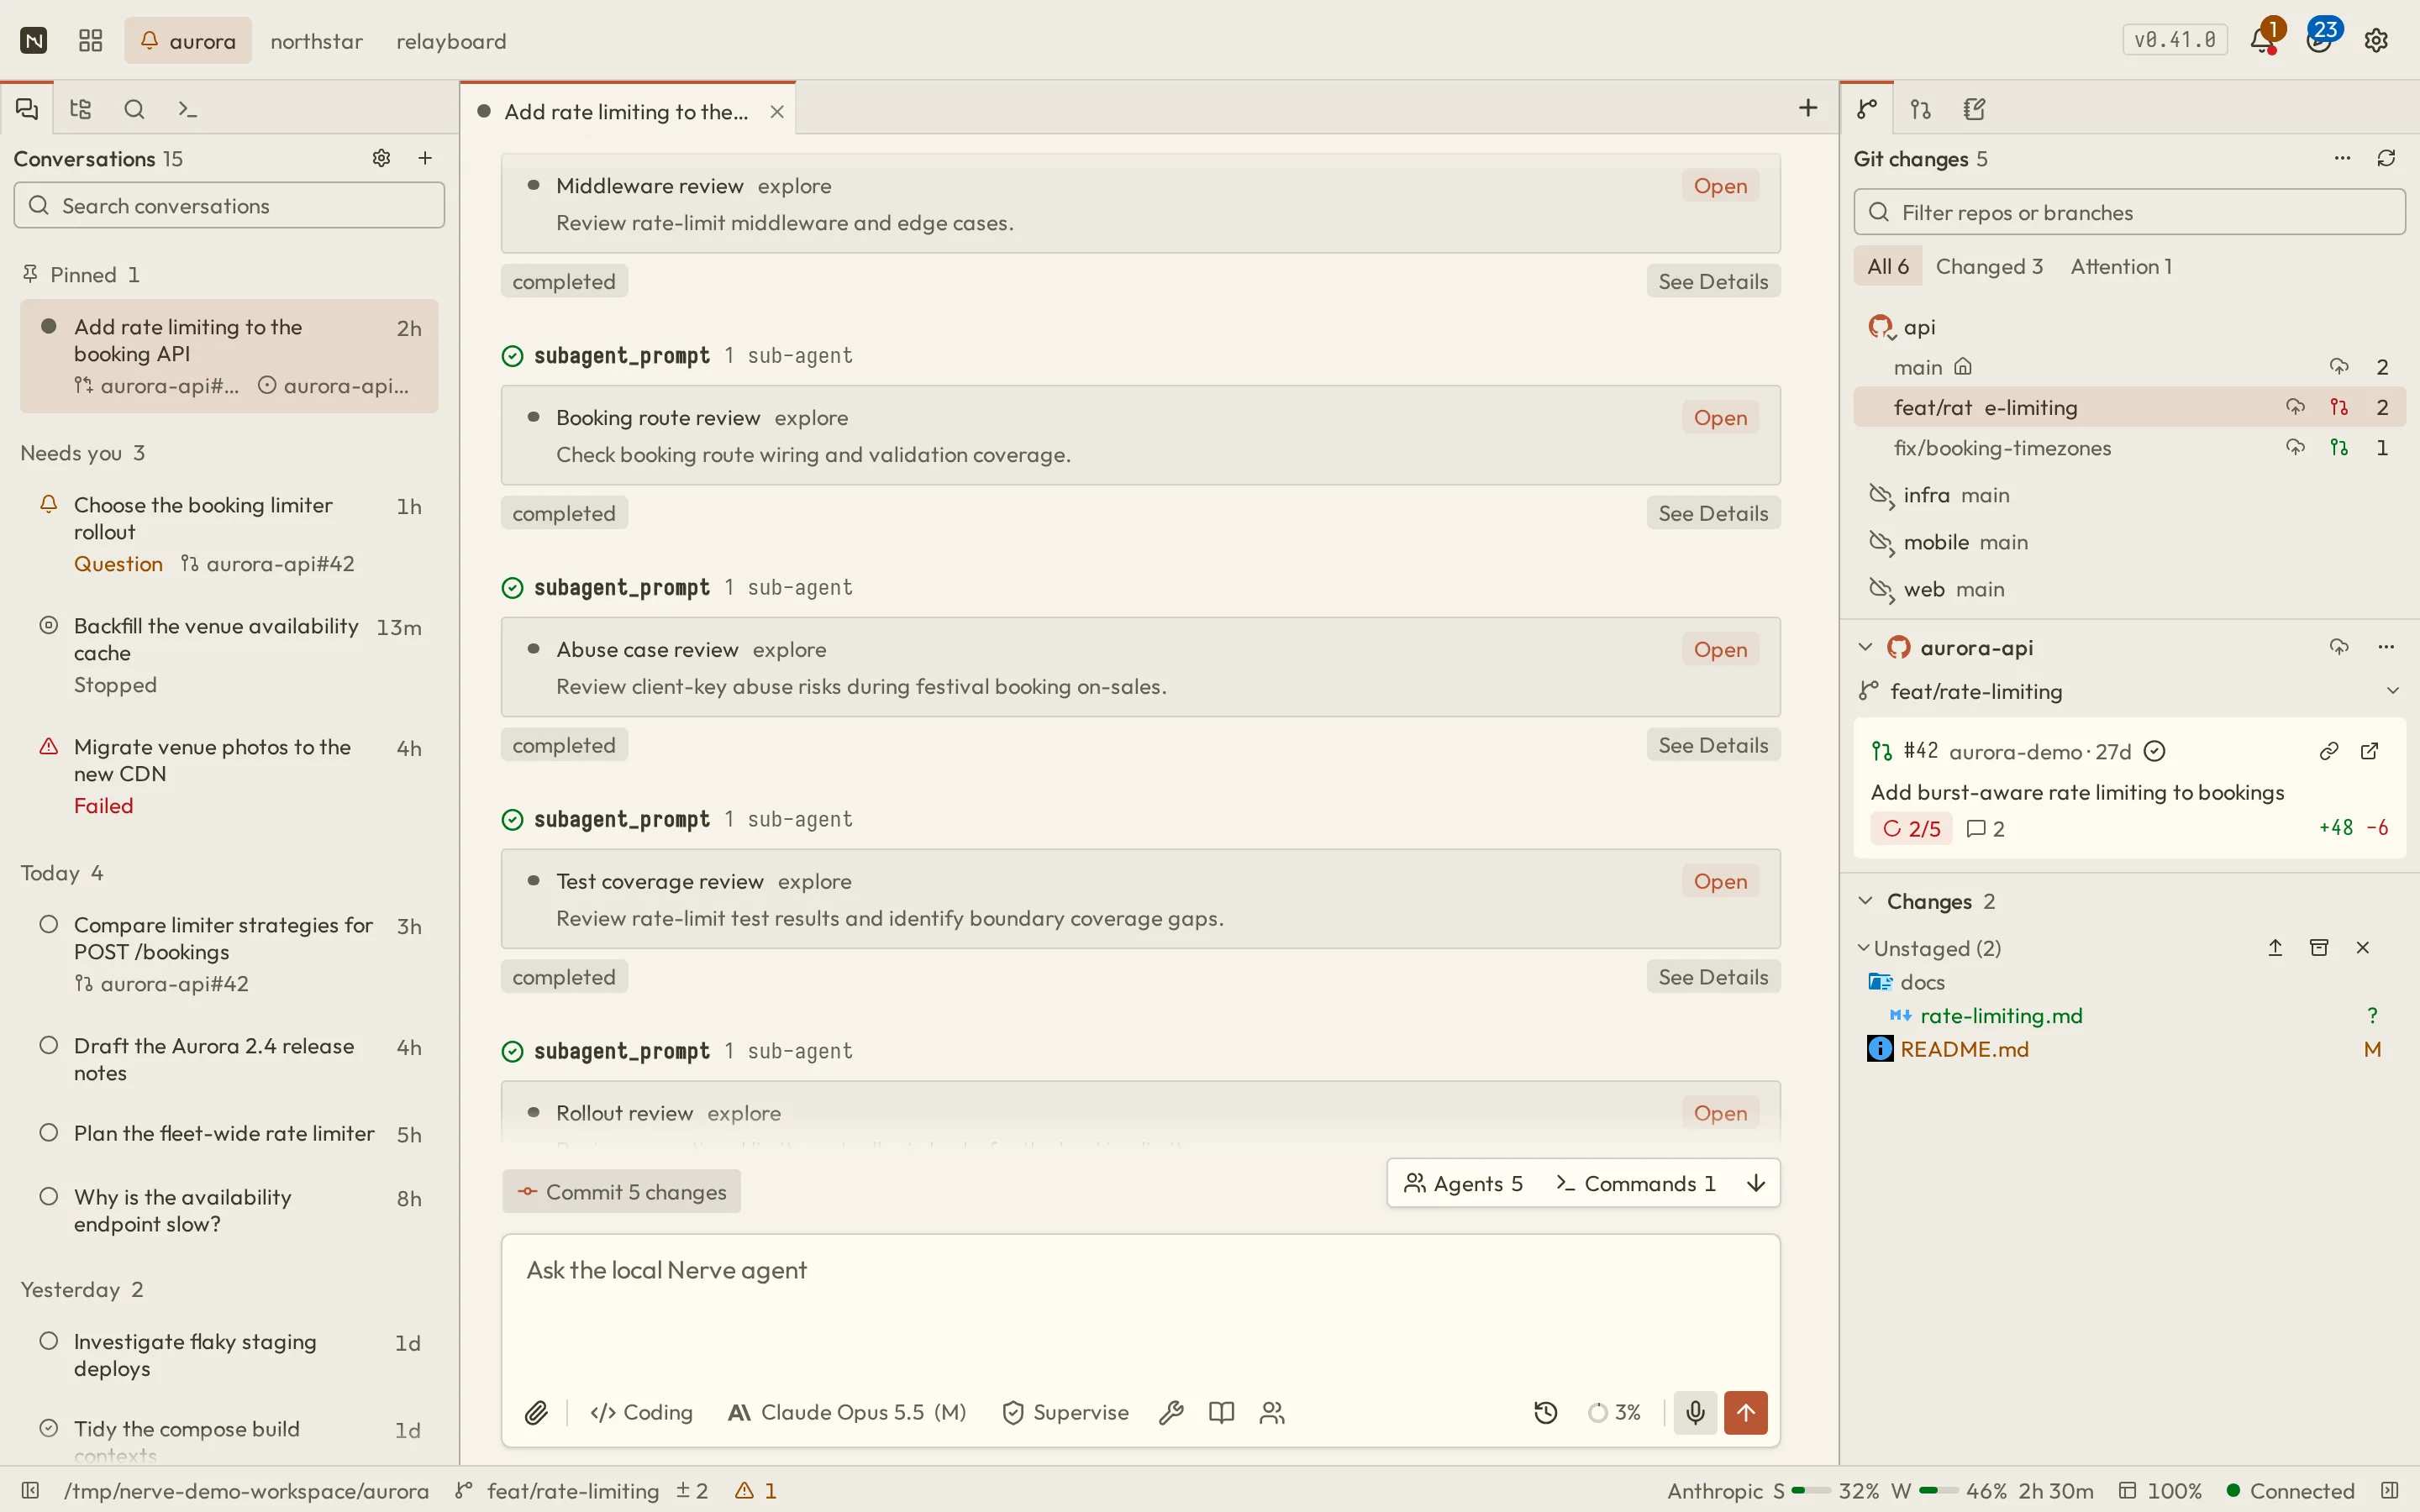 aurora
northstar
relayboard
v0.41.0
1
23
Conversations 15
Search conversations
Pinned 1
Add rate limiting to the booking API
2h
aurora-api#...
aurora-api...
Needs you 3
Choose the booking limiter rollout
1h
Question
aurora-api#42
Backfill the venue availability cache
13m
Stopped
Migrate venue photos to the new CDN
4h
Failed
Today 4
Compare limiter strategies for POST /bookings
3h
aurora-api#42
Draft the Aurora 2.4 release notes
4h
Plan the fleet-wide rate limiter
5h
Why is the availability endpoint slow?
8h
Yesterday 2
Investigate flaky staging deploys
1d
Tidy the compose build contexts
1d
Add rate limiting to the...
Middleware review explore
Open
Review rate-limit middleware and edge cases.
completed
See Details
subagent_prompt 1 sub-agent
Booking route review explore
Open
Check booking route wiring and validation coverage.
completed
See Details
subagent_prompt 1 sub-agent
Abuse case review explore
Open
Review client-key abuse risks during festival booking on-sales.
completed
See Details
subagent_prompt 1 sub-agent
Test coverage review explore
Open
Review rate-limit test results and identify boundary coverage gaps.
completed
See Details
subagent_prompt 1 sub-agent
Rollout review explore
Open
Commit 5 changes
Agents 5
Commands 1
Ask the local Nerve agent
Coding
Claude Opus 5.5 (M)
Supervise
3%
Git changes 5
Filter repos or branches
All 6
Changed 3
Attention 1
api
main
2
feat/rat e-limiting
2
fix/booking-timezones
1
infra main
mobile main
web main
aurora-api
feat/rate-limiting
#42 aurora-demo · 27d
Add burst-aware rate limiting to bookings
2/5
2
+48 -6
Changes 2
Unstaged (2)
docs
rate-limiting.md
?
README.md
M
/tmp/nerve-demo-workspace/aurora
feat/rate-limiting
±2
1
Anthropic S 32% W 46% 2h 30m
100%
Connected